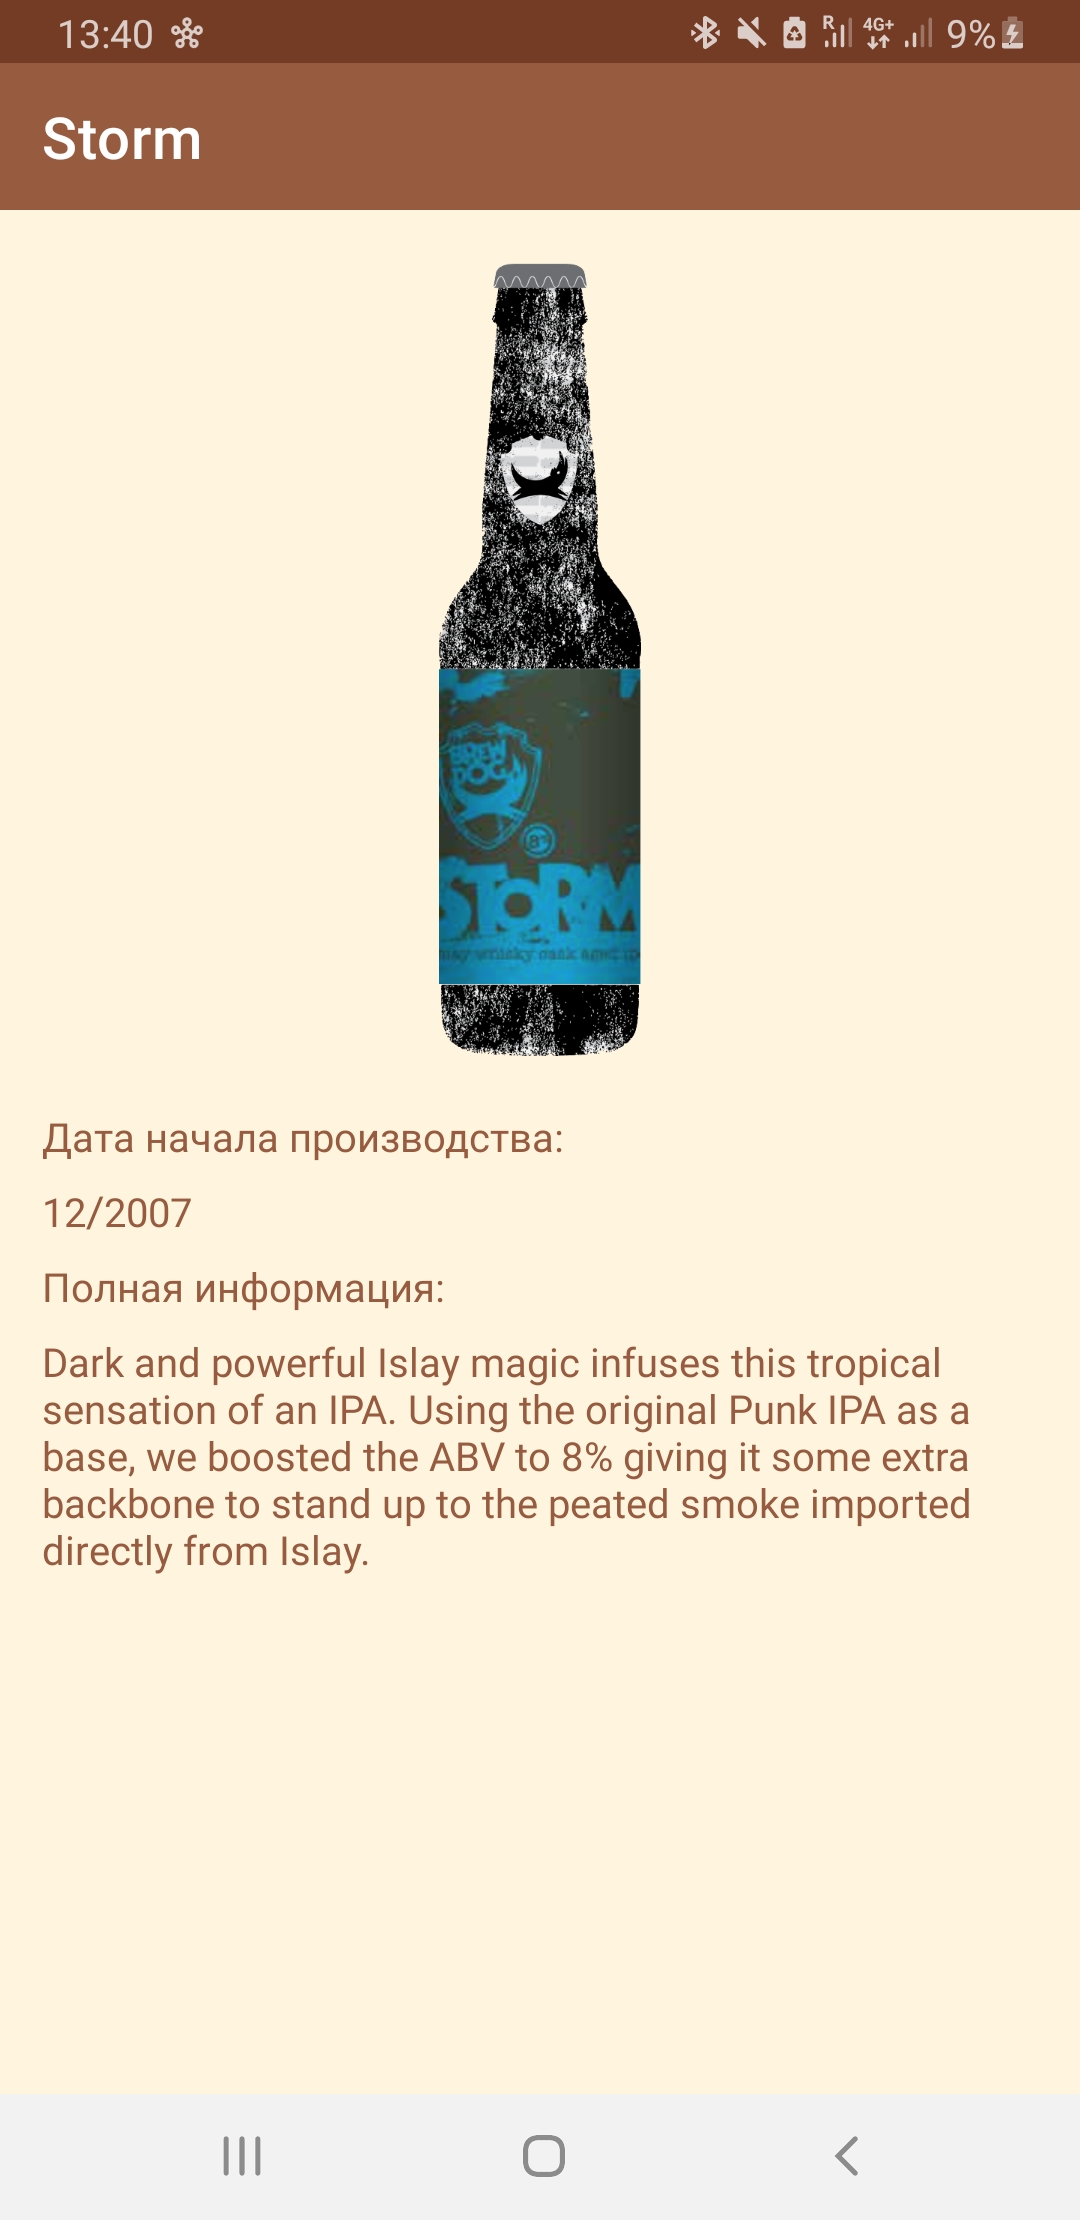 13:40
R 4G+ 9%
Storm
BREW
DOG
8%
STORM
whisky cask aged
Дата начала производства:
12/2007
Полная информация:
Dark and powerful Islay magic infuses this tropical
sensation of an IPA. Using the original Punk IPA as a
base, we boosted the ABV to 8% giving it some extra
backbone to stand up to the peated smoke imported
directly from Islay.